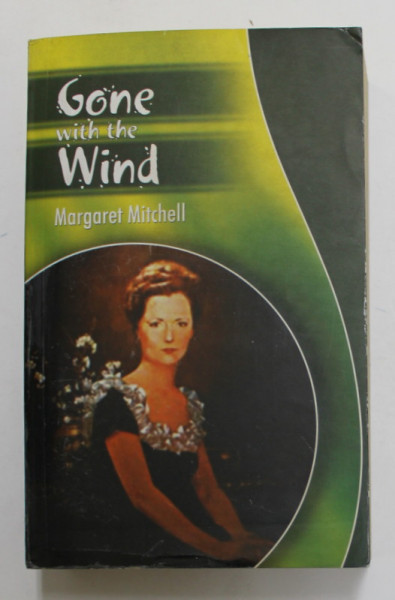 Gone
with the
Wind
Margaret Mitchell